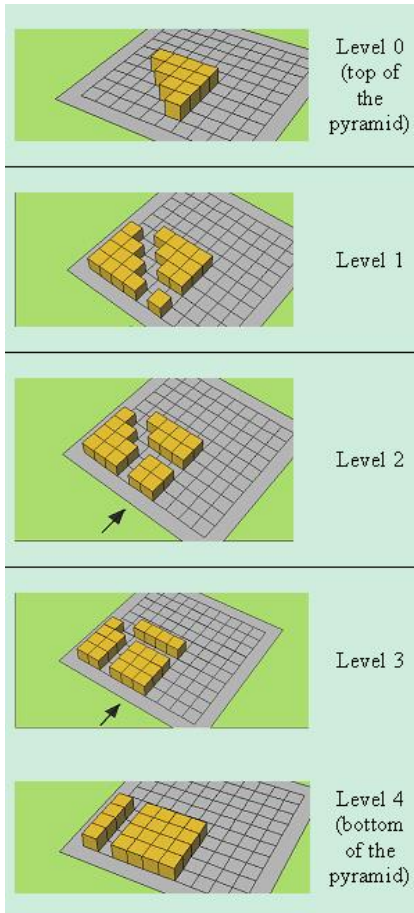 Level 0
(top of
the
pyramid)
Level 1
Level 2
Level 3
Level 4
(bottom
of the
pyramid)